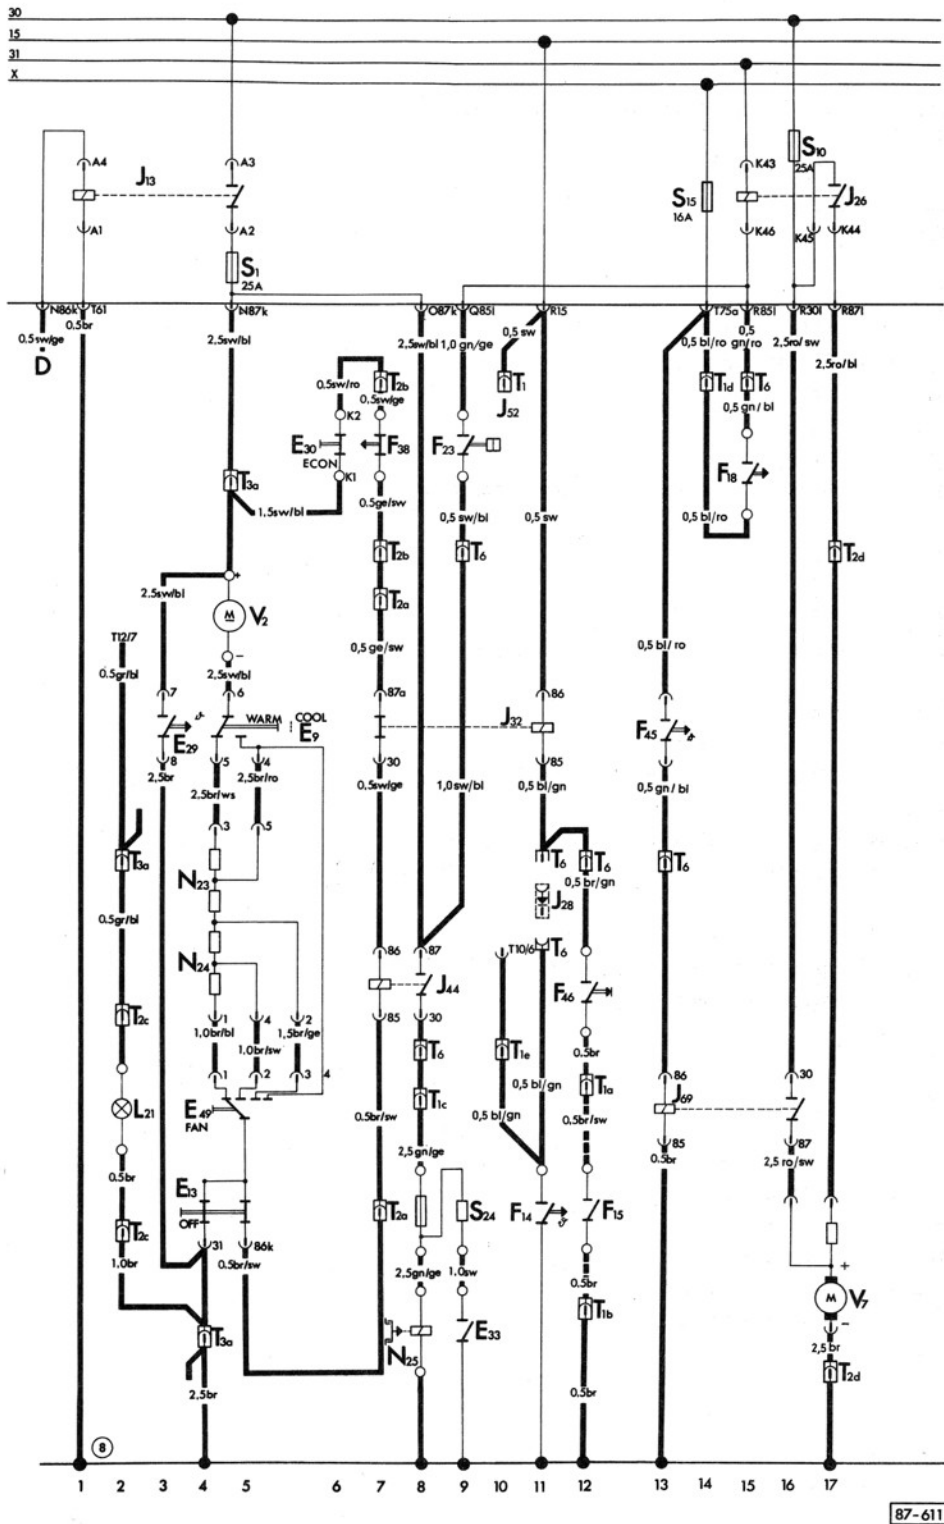 30
15
31
X
A4
A3
K43
S10
25A
J13
S15
16A
J26
A1
A2
K46
K45
K44
S1
25A
N86k
T61
N87k
O87k
Q85l
R15
T75a
R85l
R30l
R87l
0.5br
0.5sw/ge
D
2.5sw/bl
2.5sw/bl
1,0 gn/ge
0,5 sw
0,5 bl/ro
0,5 gn/ro
2,5ro/sw
2,5ro/bl
0.5sw/ro
T2b
0.5sw/ge
T1
J52
T1d
T6
0,5 gn/bl
K2
E30
ECON
F38
F23
F18
K1
T3a
1.5sw/bl
0.5ge/sw
0,5 sw/bl
0,5 sw
0,5 bl/ro
T2b
T6
T2d
2.5sw/bl
+
M
V2
T2a
T12/7
0.5gr/bl
−
0,5 ge/sw
0,5 bl/ro
2,5sw/bl
7
6
87a
86
WARM
COOL
E9
J32
F45
E29
8
5
4
30
85
2,5br
2.5br/ro
0,5sw/ge
1,0sw/bl
0,5 bl/gn
0,5 gn/bl
2.5br/ws
3
5
T3a
T6
T6
T6
N23
0,5 br/gn
J28
0.5gr/bl
N24
86
87
T10/6
T6
J44
F46
T2c
1
4
2
85
30
1,0br/bl
1.5br/ge
1.0br/sw
T6
T1e
0.5br
1
2
3
4
86
J69
30
0,5 bl/gn
T1a
L21
E49
FAN
T1c
0.5br/sw
0.5br/sw
0,5 bl/gn
85
87
0.5br
2,5gn/ge
0.5br
2,5 ro/sw
E13
OFF
T2a
S24
F14
F15
T2c
31
86k
1.0br
0.5br/sw
2,5gn/ge
1.0sw
0.5br
+
M
V7
T3a
N25
E33
T1b
−
2,5 br
T2d
2.5br
0.5br
8
1 2 3 4 5 6 7 8 9 10 11 12 13 14 15 16 17
87-611